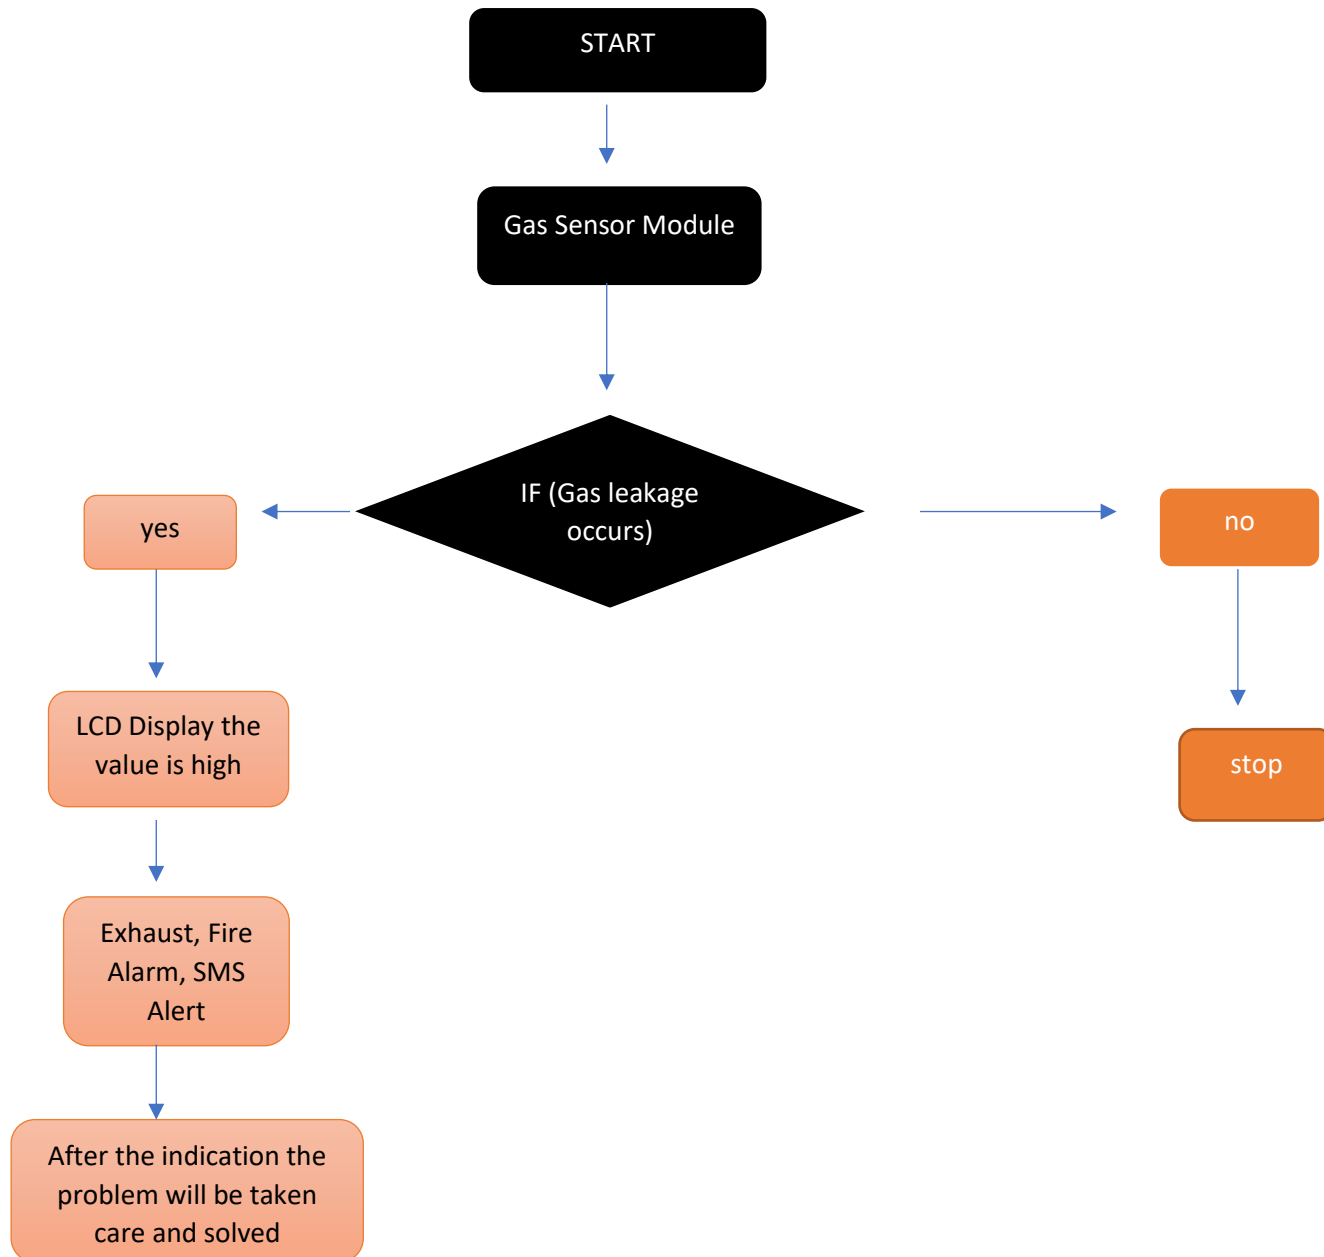 START
Gas Sensor Module
IF (Gas leakage
occurs)
yes
no
LCD Display the
value is high
stop
Exhaust, Fire
Alarm, SMS
Alert
After the indication the
problem will be taken
care and solved